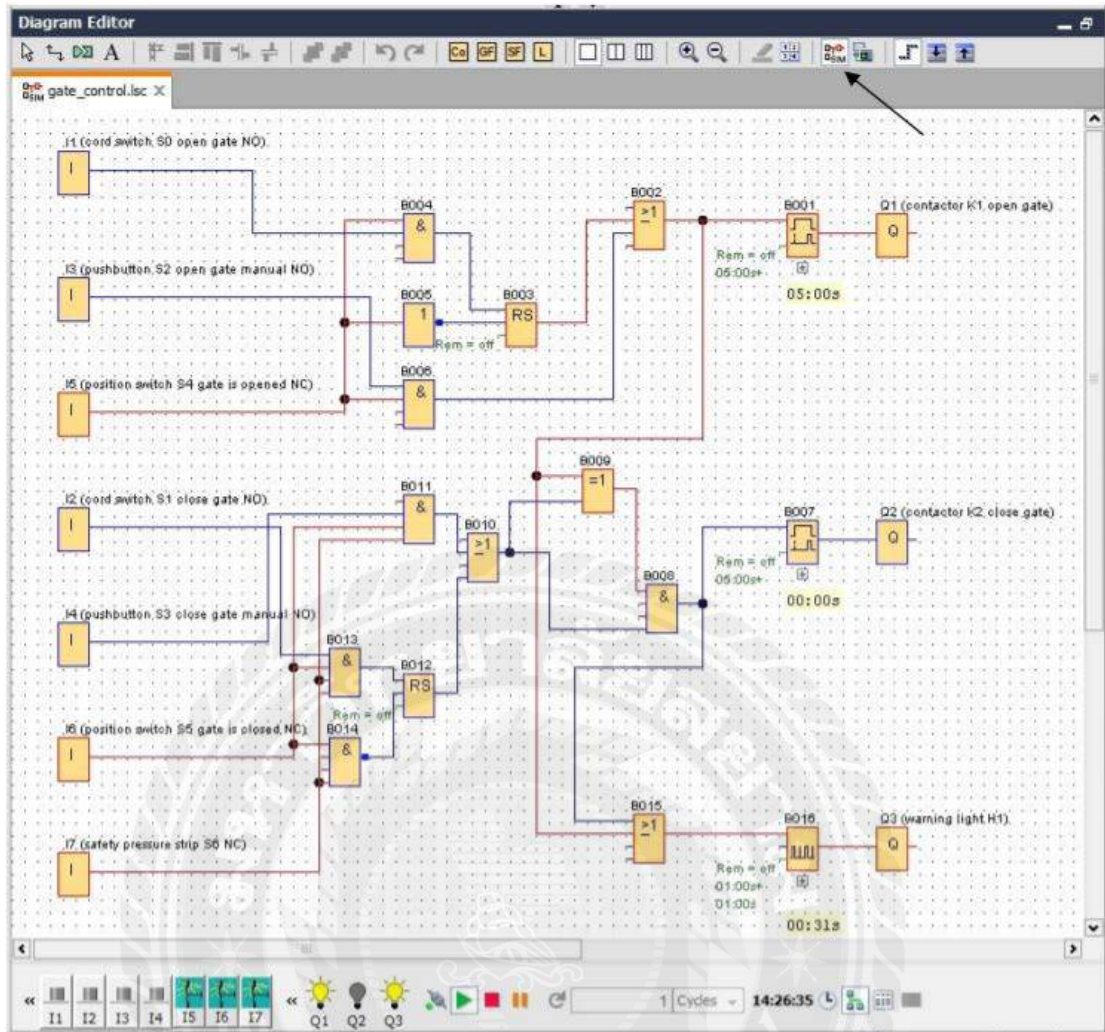 Diagram Editor
A
Co GF SF L
SIM
gate_control.lsc
I1 (cord switch S0 open gate NO)
I
B004
&
B002
≥1
B001
Q1 (contactor K1 open gate)
Q
Rem = off
05:00s+
05:00s
I3 (pushbutton S2 open gate manual NO)
I
B005
1
B003
RS
Rem = off
I5 (position switch S4 gate is opened NC)
I
B006
&
B009
=1
I2 (cord switch S1 close gate NO)
I
B011
&
B010
≥1
B007
Q2 (contactor K2 close gate)
Q
Rem = off
05:00s+
00:00s
B008
&
I4 (pushbutton S3 close gate manual NO)
I
B013
&
B012
RS
Rem = off
I6 (position switch S5 gate is closed NC)
I
B014
&
B015
≥1
B016
Q3 (warning light H1)
Q
Rem = off
01:00s+
01:00s
00:31s
I7 (safety pressure strip S6 NC)
I
« I1 I2 I3 I4 I5 I6 I7 « Q1 Q2 Q3 1 Cycles 14:26:35